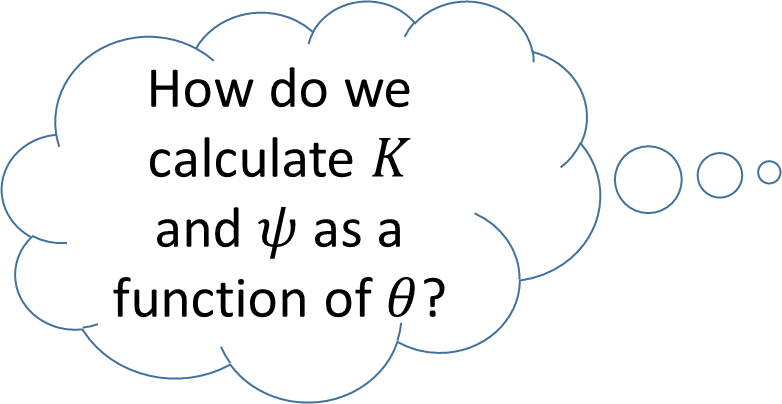 How do we
calculate 𝐾
and 𝜓 as a
function of 𝜃?